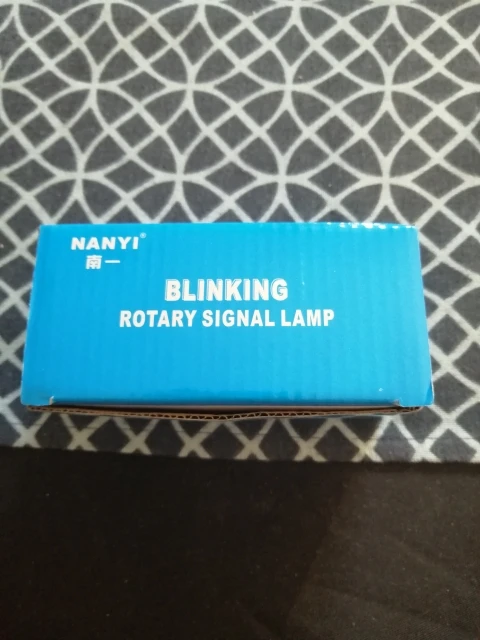 NANYI®
南一
BLINKING
ROTARY SIGNAL LAMP